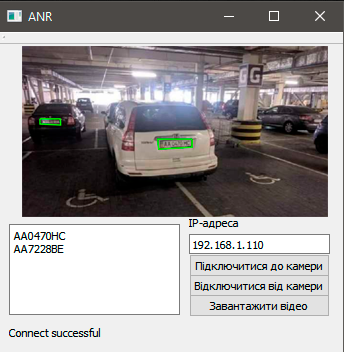 ANR
G
AA0470HC
AA7228BE
IP-адреса
192.168.1.110
Підключитися до камери
Відключитися від камери
Завантажити відео
Connect successful